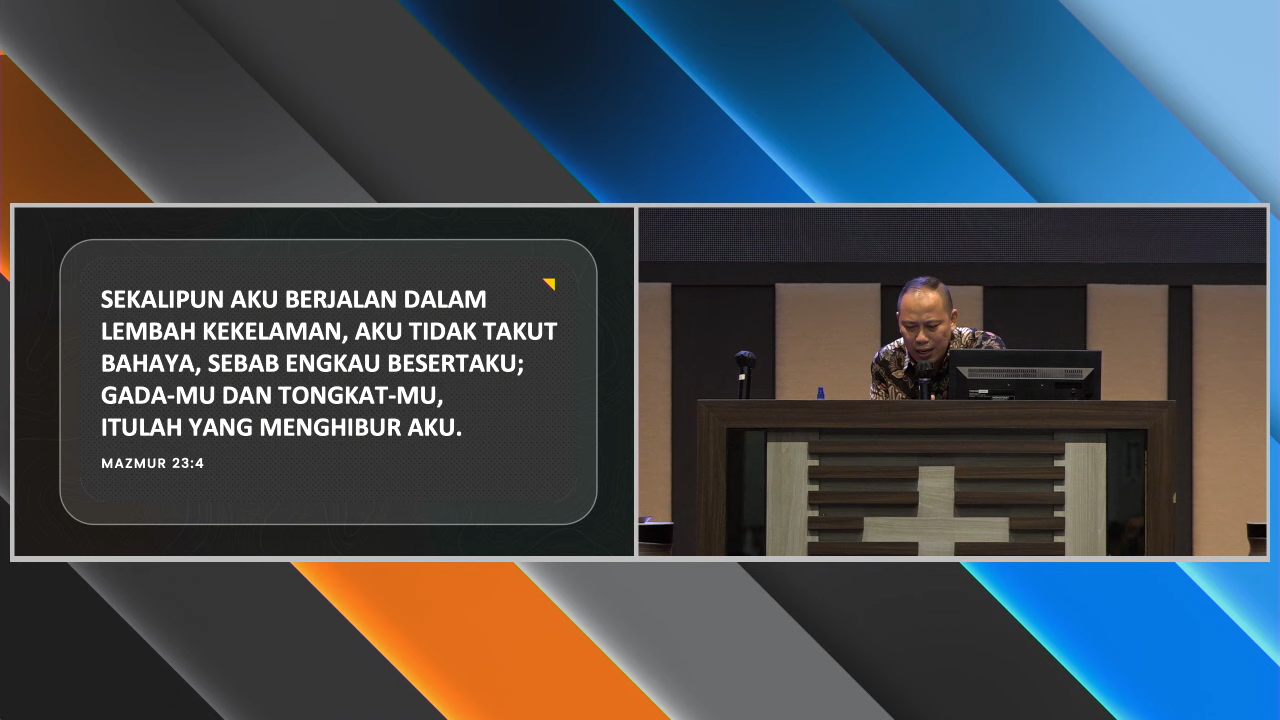 SEKALIPUN AKU BERJALAN DALAM
LEMBAH KEKELAMAN, AKU TIDAK TAKUT
BAHAYA, SEBAB ENGKAU BESERTAKU;
GADA-MU DAN TONGKAT-MU,
ITULAH YANG MENGHIBUR AKU.
MAZMUR 23:4